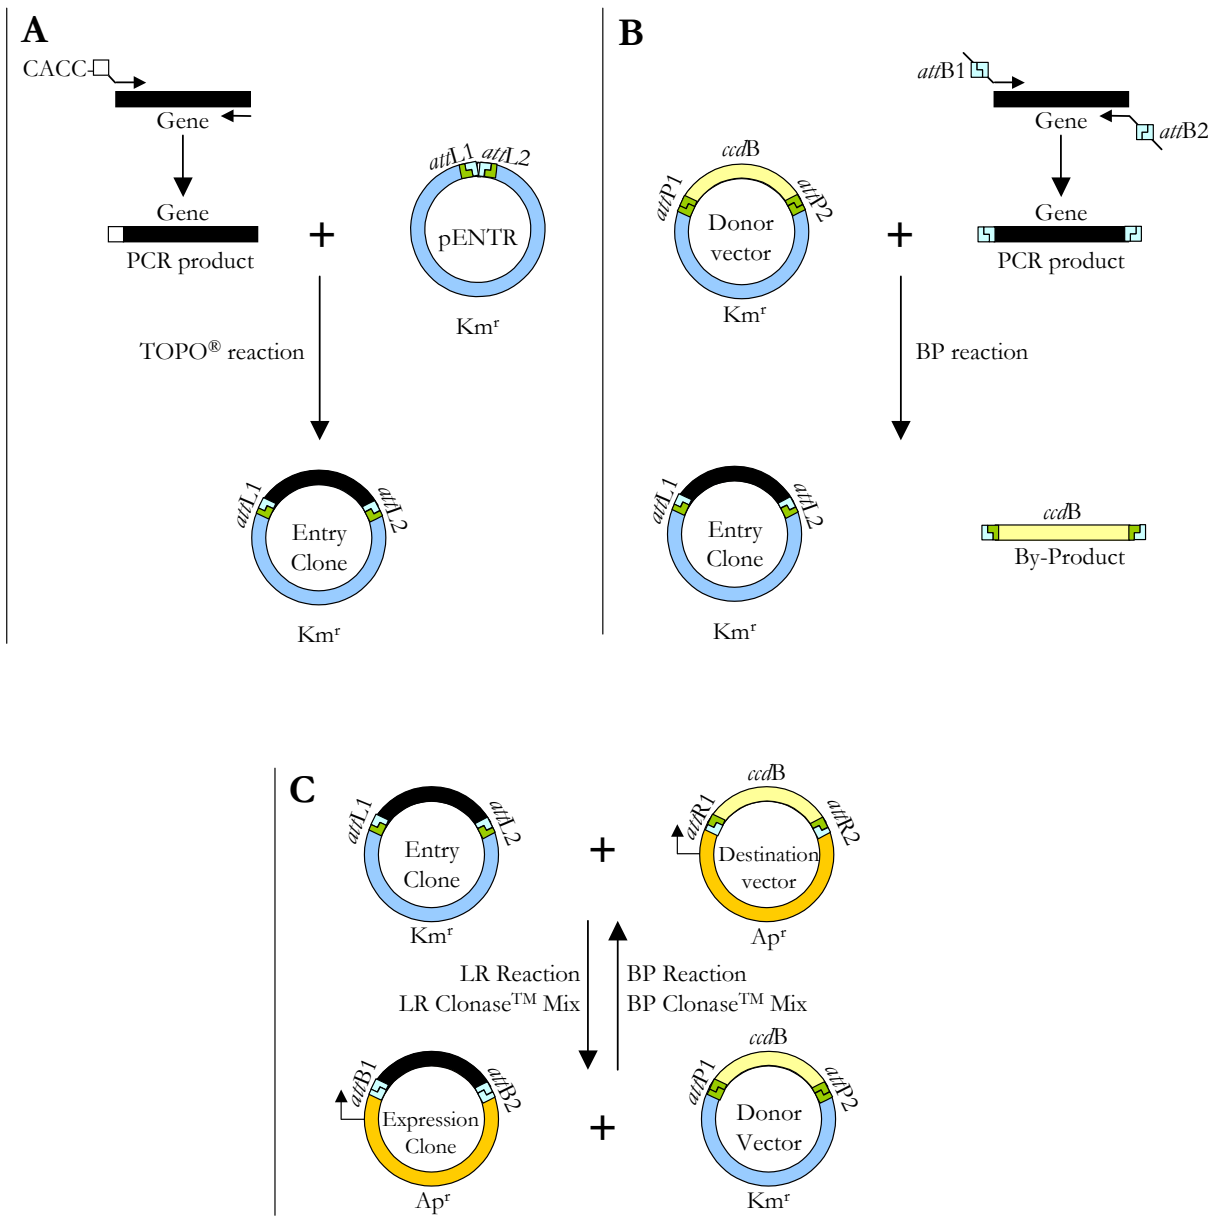 A
CACC-
Gene
Gene
PCR product
+
attL1 attL2
pENTR
Kmr
TOPO® reaction
attL1
attL2
Entry
Clone
Kmr
B
attB1
Gene
attB2
ccdB
attP1
attP2
Donor
vector
Kmr
+
Gene
PCR product
BP reaction
attL1
attL2
Entry
Clone
Kmr
ccdB
By-Product
C
attL1
attL2
Entry
Clone
Kmr
+
ccdB
attR1
attR2
Destination
vector
Apr
LR Reaction
LR Clonase™ Mix
BP Reaction
BP Clonase™ Mix
attB1
attB2
Expression
Clone
Apr
+
ccdB
attP1
attP2
Donor
Vector
Kmr